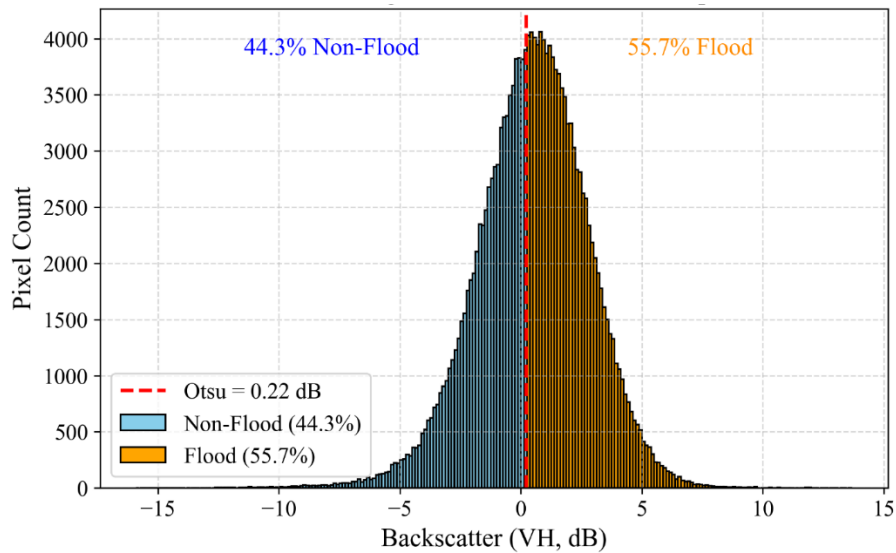 44.3% Non-Flood
55.7% Flood
4000
3500
3000
2500
2000
1500
1000
500
0
Pixel Count
Otsu = 0.22 dB
Non-Flood (44.3%)
Flood (55.7%)
−15
−10
−5
0
5
10
15
Backscatter (VH, dB)